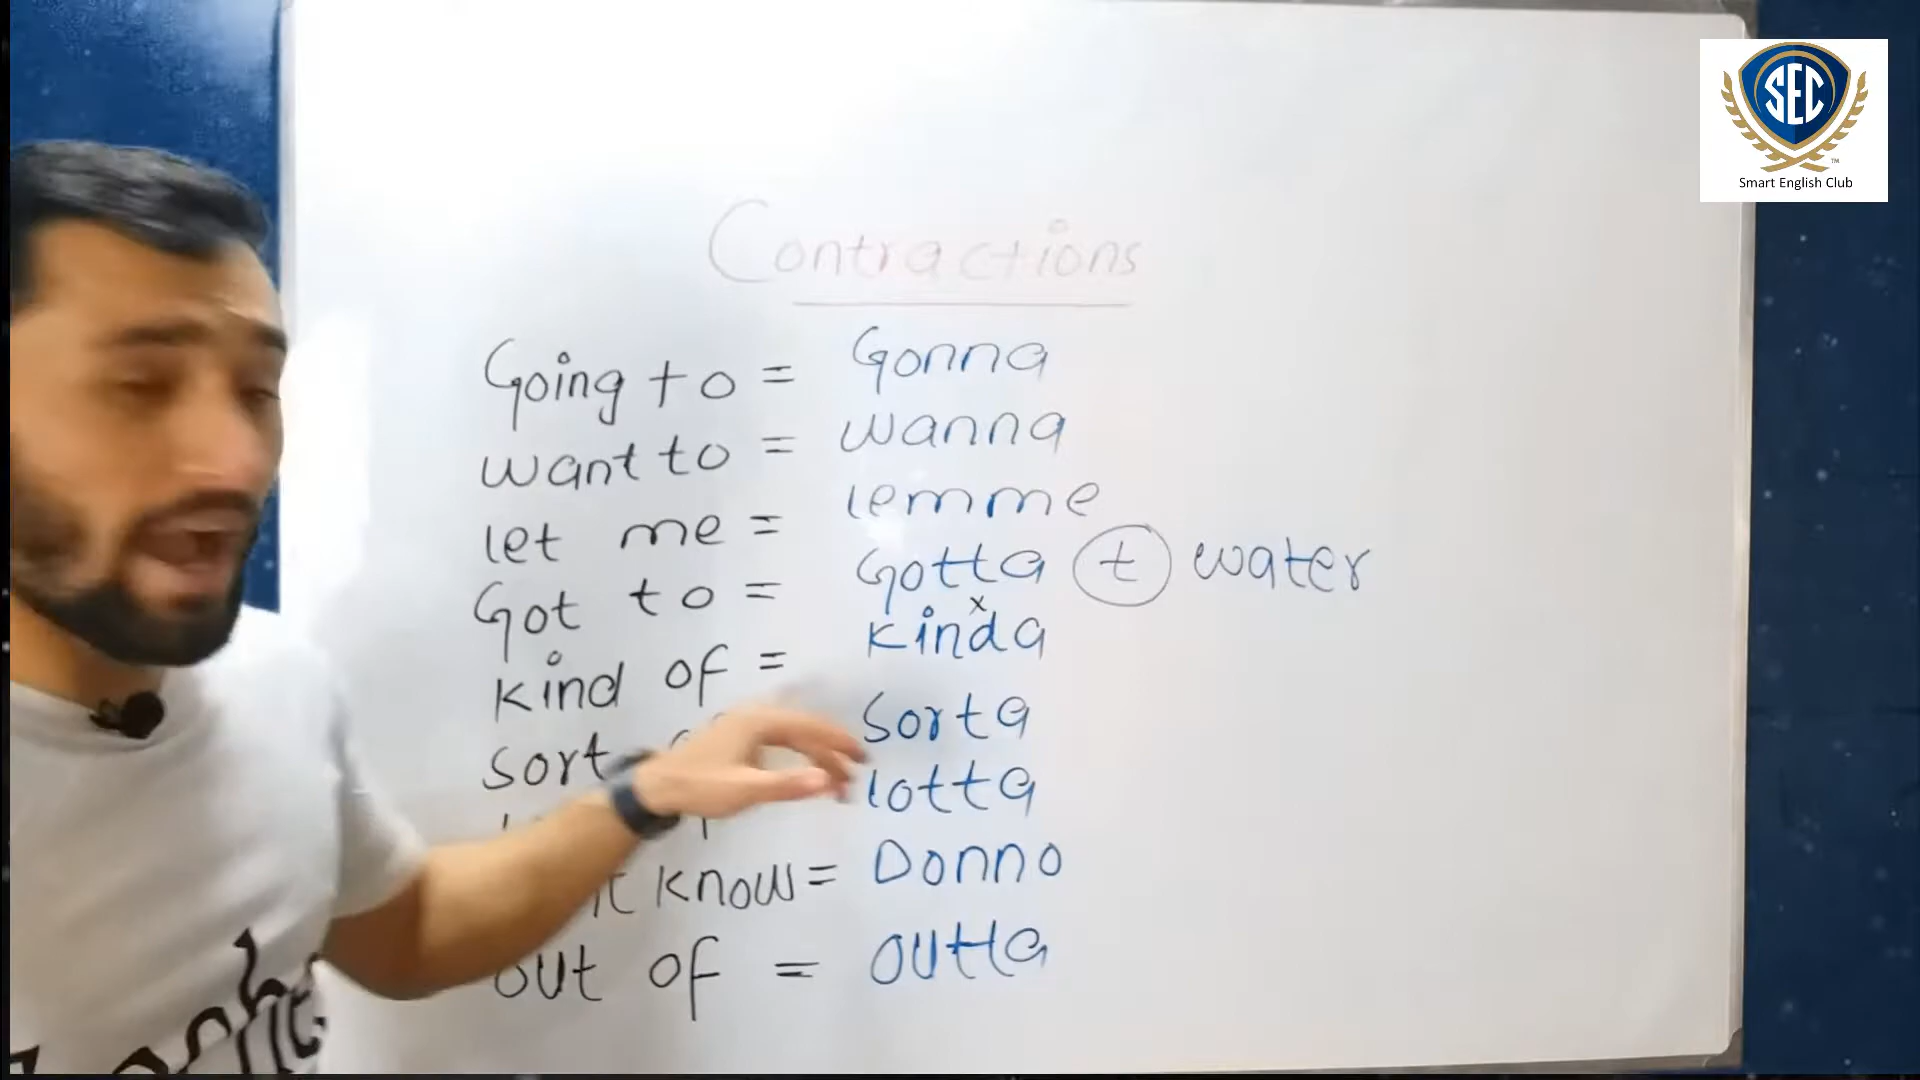 SEC
TM
Smart English Club
Contractions
Going to = Gonna
want to = wanna
let me = lemme
Got to = Gotta t water
x
Kind of = Kinda
Sort Sorta
lotta
know = Donno
out of = outta